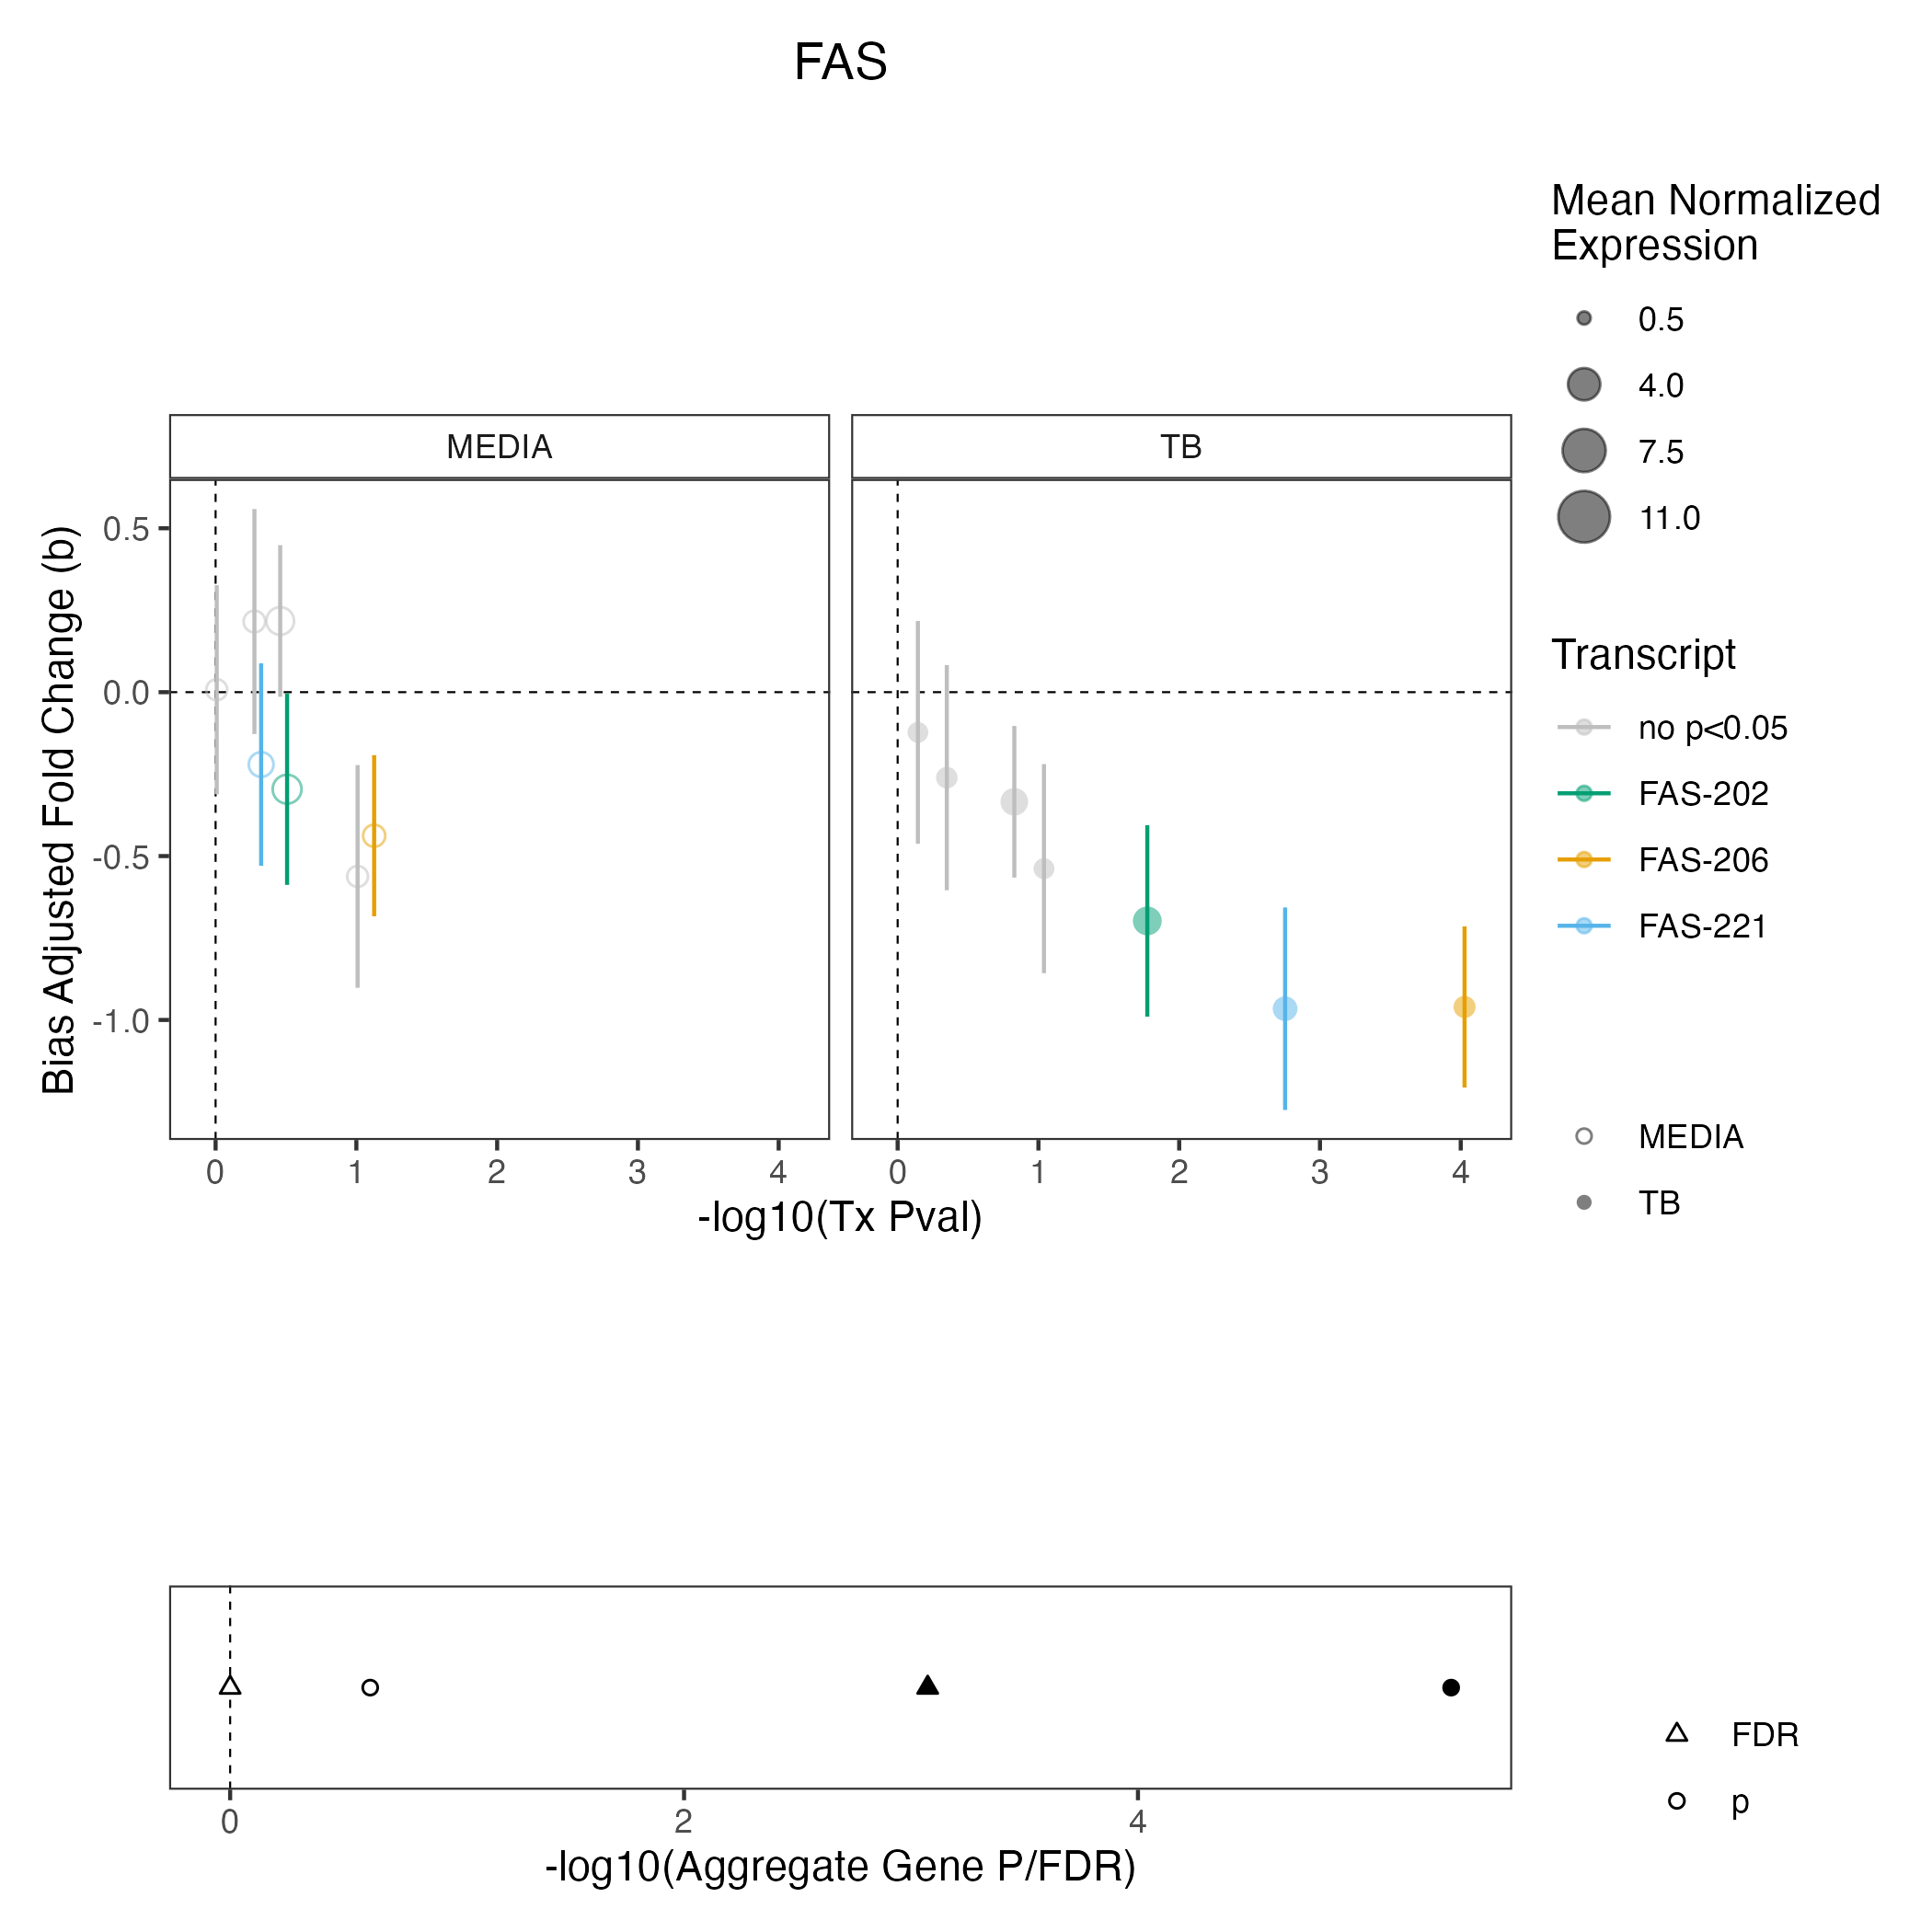 FAS
MEDIA
TB
Bias Adjusted Fold Change (b)
0.5
0.0
-0.5
-1.0
0
1
2
3
4
0
1
2
3
4
-log10(Tx Pval)
Mean Normalized
Expression
0.5
4.0
7.5
11.0
Transcript
no p<0.05
FAS-202
FAS-206
FAS-221
MEDIA
TB
0
2
4
-log10(Aggregate Gene P/FDR)
FDR
p